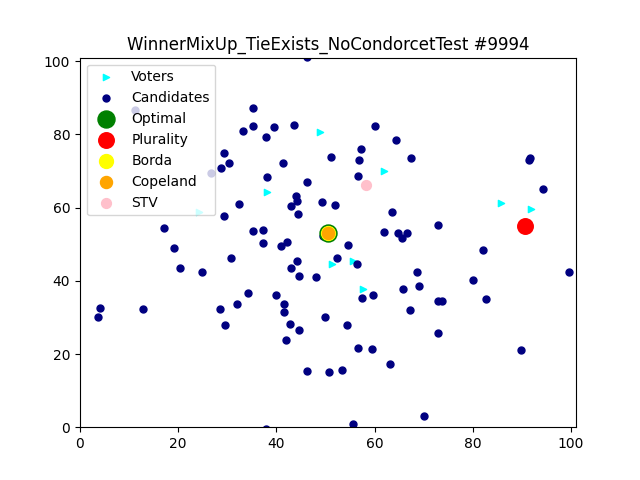 WinnerMixUp_TieExists_NoCondorcetTest #9994
Voters
Candidates
Optimal
Plurality
Borda
Copeland
STV
100
80
60
40
20
0
0 20 40 60 80 100